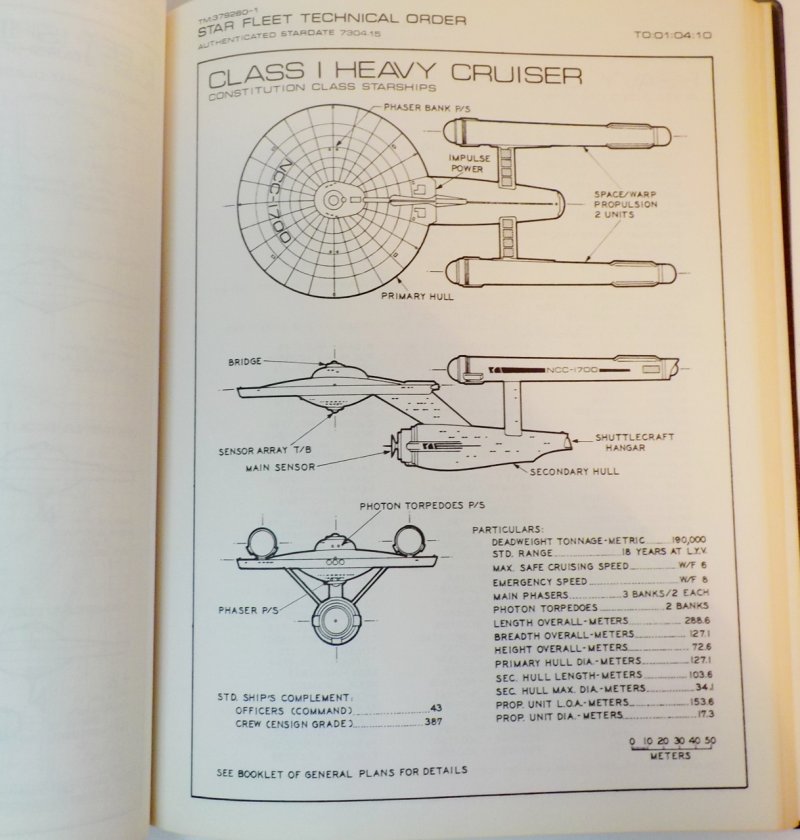 TM:379260-1
STAR FLEET TECHNICAL ORDER
AUTHENTICATED STARDATE 7304.15
TO:01:04:10
CLASS I HEAVY CRUISER
CONSTITUTION CLASS STARSHIPS
PHASER BANK P/S
IMPULSE
POWER
NCC-1700
SPACE/WARP
PROPULSION
2 UNITS
PRIMARY HULL
BRIDGE
NCC-1700
SENSOR ARRAY T/B
MAIN SENSOR
SHUTTLECRAFT
HANGAR
SECONDARY HULL
PHOTON TORPEDOES P/S
PHASER P/S
PARTICULARS:
DEADWEIGHT TONNAGE-METRIC 190,000
STD. RANGE 18 YEARS AT L.Y.V.
MAX. SAFE CRUISING SPEED W/F 6
EMERGENCY SPEED W/F 8
MAIN PHASERS 3 BANKS/2 EACH
PHOTON TORPEDOES 2 BANKS
LENGTH OVERALL-METERS 288.6
BREADTH OVERALL-METERS 127.1
HEIGHT OVERALL-METERS 72.6
PRIMARY HULL DIA.-METERS 127.1
SEC. HULL LENGTH-METERS 103.6
SEC. HULL MAX. DIA.-METERS 34.1
PROP. UNIT L.O.A.-METERS 153.6
PROP. UNIT DIA.-METERS 17.3
STD. SHIP'S COMPLEMENT:
OFFICERS (COMMAND) 43
CREW (ENSIGN GRADE) 387
0 10 20 30 40 50
METERS
SEE BOOKLET OF GENERAL PLANS FOR DETAILS